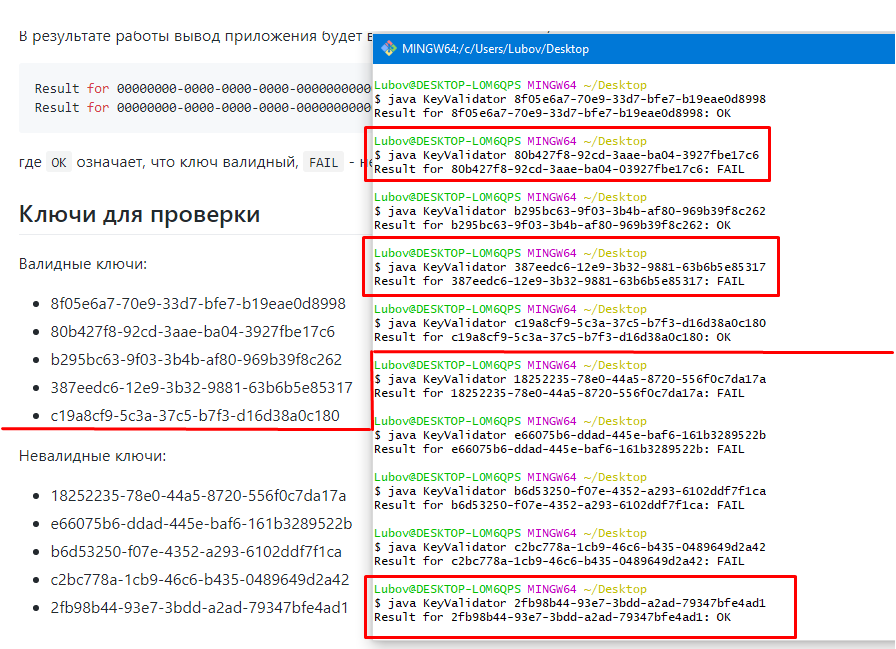 В результате работы вывод приложения будет в
Result for 00000000-0000-0000-0000-0000000000
Result for 00000000-0000-0000-0000-0000000000
где OK означает, что ключ валидный, FAIL - не
Ключи для проверки
Валидные ключи:
8f05e6a7-70e9-33d7-bfe7-b19eae0d8998
80b427f8-92cd-3aae-ba04-3927fbe17c6
b295bc63-9f03-3b4b-af80-969b39f8c262
387eedc6-12e9-3b32-9881-63b6b5e85317
c19a8cf9-5c3a-37c5-b7f3-d16d38a0c180
Невалидные ключи:
18252235-78e0-44a5-8720-556f0c7da17a
e66075b6-ddad-445e-baf6-161b3289522b
b6d53250-f07e-4352-a293-6102ddf7f1ca
c2bc778a-1cb9-46c6-b435-0489649d2a42
2fb98b44-93e7-3bdd-a2ad-79347bfe4ad1
MINGW64:/c/Users/Lubov/Desktop
Lubov@DESKTOP-LOM6QPS MINGW64 ~/Desktop
$ java KeyValidator 8f05e6a7-70e9-33d7-bfe7-b19eae0d8998
Result for 8f05e6a7-70e9-33d7-bfe7-b19eae0d8998: OK
Lubov@DESKTOP-LOM6QPS MINGW64 ~/Desktop
$ java KeyValidator 80b427f8-92cd-3aae-ba04-3927fbe17c6
Result for 80b427f8-92cd-3aae-ba04-03927fbe17c6: FAIL
Lubov@DESKTOP-LOM6QPS MINGW64 ~/Desktop
$ java KeyValidator b295bc63-9f03-3b4b-af80-969b39f8c262
Result for b295bc63-9f03-3b4b-af80-969b39f8c262: OK
Lubov@DESKTOP-LOM6QPS MINGW64 ~/Desktop
$ java KeyValidator 387eedc6-12e9-3b32-9881-63b6b5e85317
Result for 387eedc6-12e9-3b32-9881-63b6b5e85317: FAIL
Lubov@DESKTOP-LOM6QPS MINGW64 ~/Desktop
$ java KeyValidator c19a8cf9-5c3a-37c5-b7f3-d16d38a0c180
Result for c19a8cf9-5c3a-37c5-b7f3-d16d38a0c180: OK
Lubov@DESKTOP-LOM6QPS MINGW64 ~/Desktop
$ java KeyValidator 18252235-78e0-44a5-8720-556f0c7da17a
Result for 18252235-78e0-44a5-8720-556f0c7da17a: FAIL
Lubov@DESKTOP-LOM6QPS MINGW64 ~/Desktop
$ java KeyValidator e66075b6-ddad-445e-baf6-161b3289522b
Result for e66075b6-ddad-445e-baf6-161b3289522b: FAIL
Lubov@DESKTOP-LOM6QPS MINGW64 ~/Desktop
$ java KeyValidator b6d53250-f07e-4352-a293-6102ddf7f1ca
Result for b6d53250-f07e-4352-a293-6102ddf7f1ca: FAIL
Lubov@DESKTOP-LOM6QPS MINGW64 ~/Desktop
$ java KeyValidator c2bc778a-1cb9-46c6-b435-0489649d2a42
Result for c2bc778a-1cb9-46c6-b435-0489649d2a42: FAIL
Lubov@DESKTOP-LOM6QPS MINGW64 ~/Desktop
$ java KeyValidator 2fb98b44-93e7-3bdd-a2ad-79347bfe4ad1
Result for 2fb98b44-93e7-3bdd-a2ad-79347bfe4ad1: OK